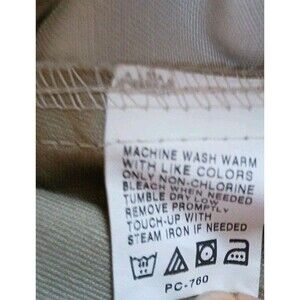 MACHINE WASH WARM
WITH LIKE COLORS
ONLY NON-CHLORINE
BLEACH WHEN NEEDED
TUMBLE DRY LOW
REMOVE PROMPTLY
TOUCH-UP WITH
STEAM IRON IF NEEDED
PC-760